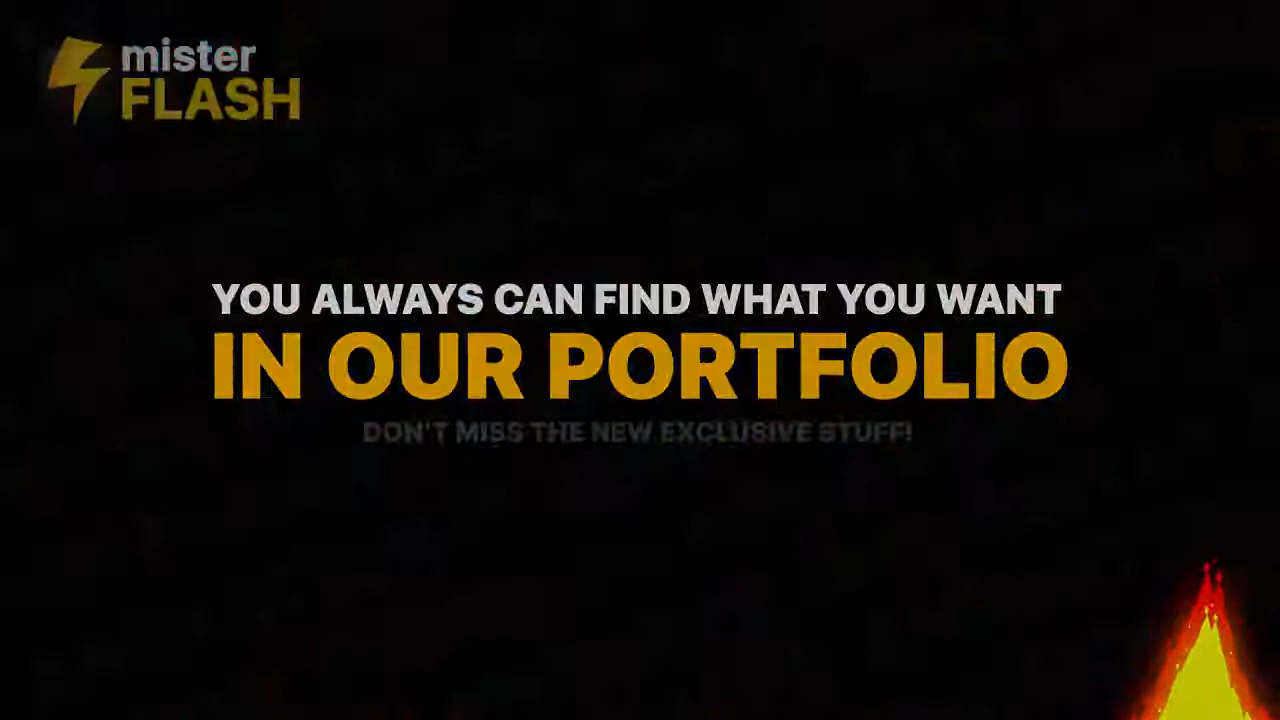 mister
FLASH
YOU ALWAYS CAN FIND WHAT YOU WANT
IN OUR PORTFOLIO
DON'T MISS THE NEW EXCLUSIVE STUFF!